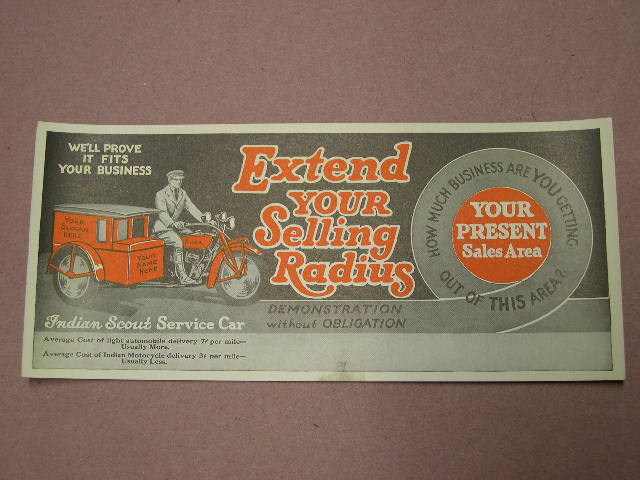 WE'LL PROVE
IT FITS
YOUR BUSINESS
Extend
YOUR
Selling
Radius
HOW MUCH BUSINESS ARE YOU GETTING
OUT OF THIS AREA?
YOUR
PRESENT
Sales Area
YOUR
SLOGAN
HERE
YOUR
NAME
HERE
Indian Scout Service Car
DEMONSTRATION
without OBLIGATION
Average Cost of light automobile delivery 7¢ per mile—
Usually More.
Average Cost of Indian Motocycle delivery 3¢ per mile—
Usually Less.